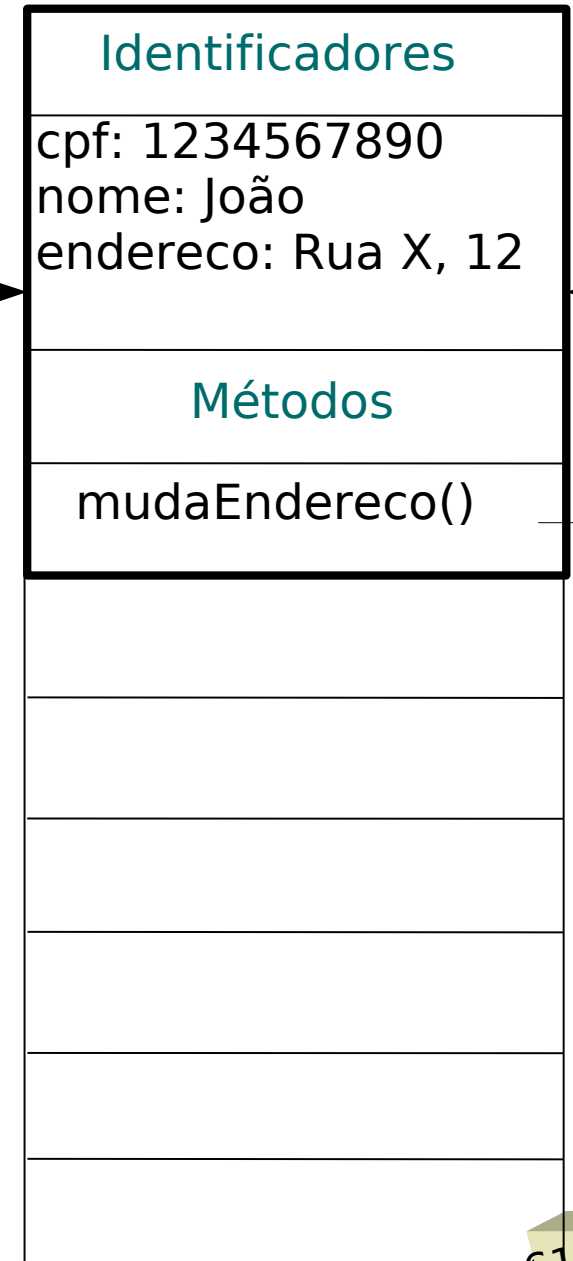 Identificadores
cpf: 1234567890
nome: João
endereco: Rua X, 12
Métodos
mudaEndereco()